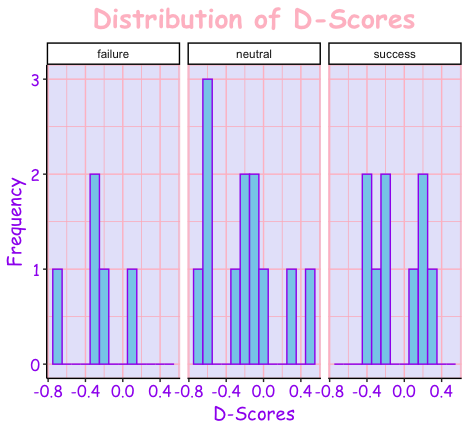 Distribution of D-Scores
failure neutral success
3
2
1
0
-0.8 -0.4 0.0 0.4 -0.8 -0.4 0.0 0.4 -0.8 -0.4 0.0 0.4
Frequency
D-Scores